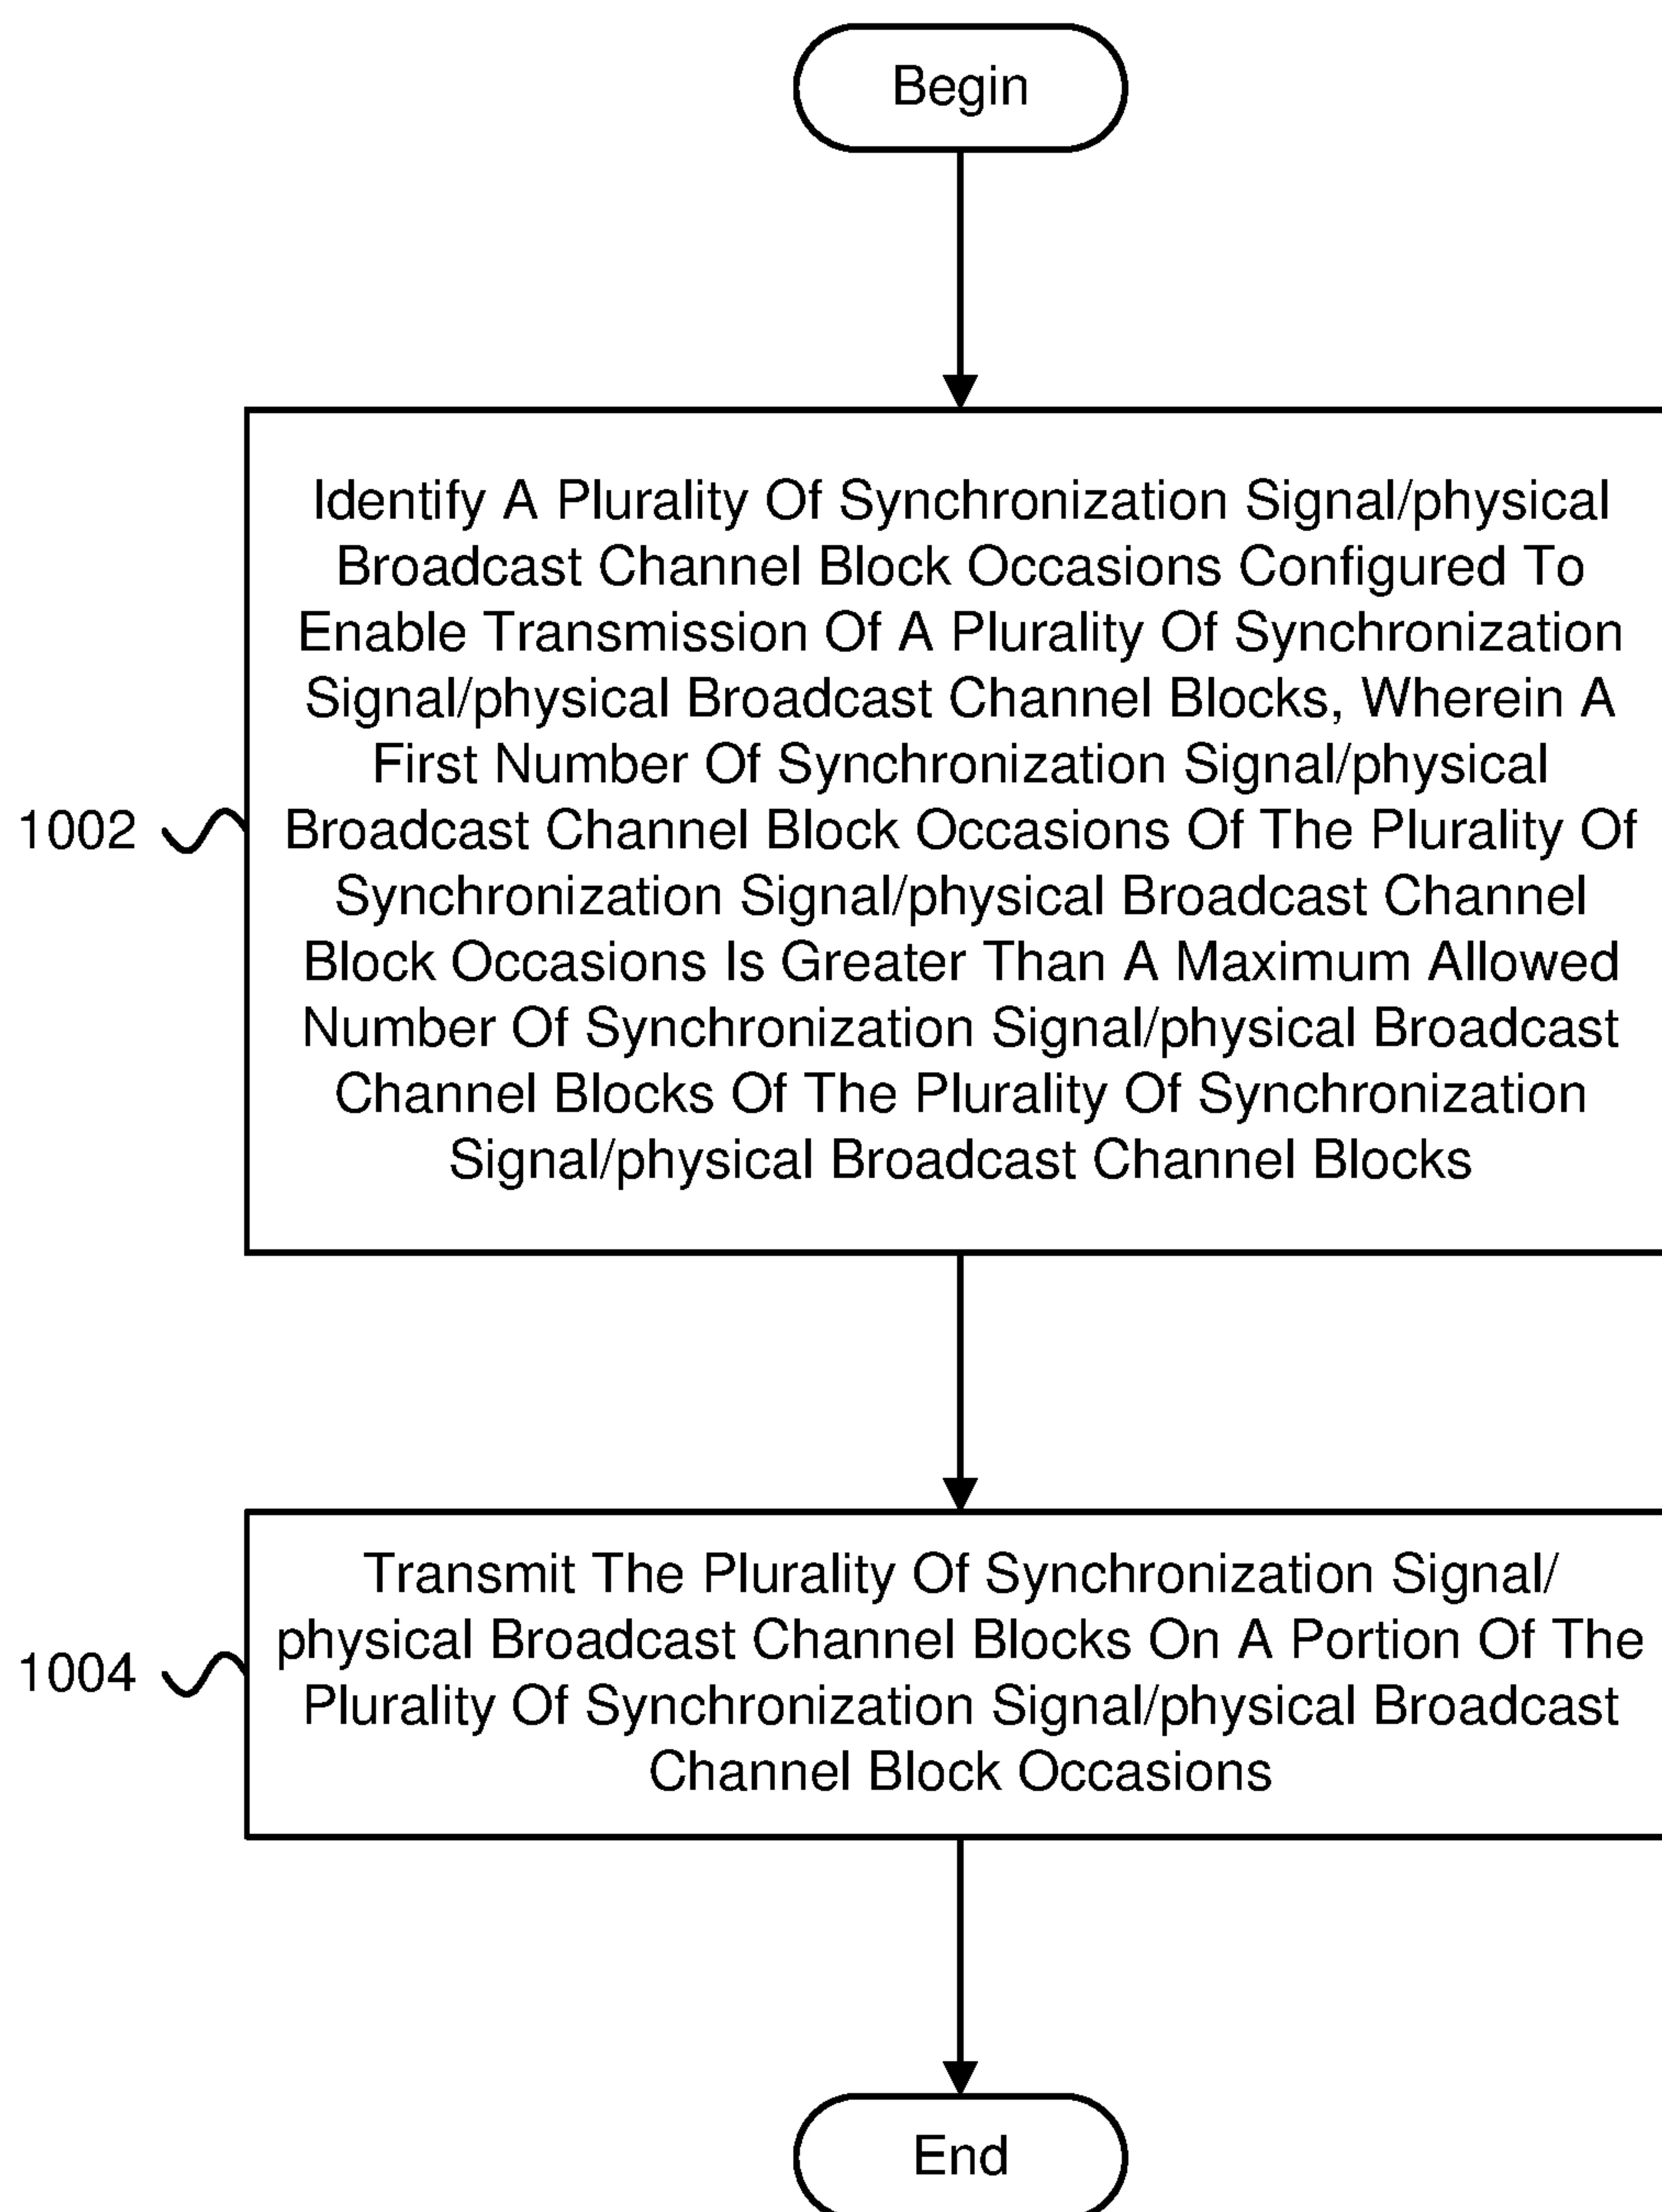 Begin
Identify A Plurality Of Synchronization Signal/physical
Broadcast Channel Block Occasions Configured To
Enable Transmission Of A Plurality Of Synchronization
Signal/physical Broadcast Channel Blocks, Wherein A
First Number Of Synchronization Signal/physical
1002
Broadcast Channel Block Occasions Of The Plurality Of
Synchronization Signal/physical Broadcast Channel
Block Occasions Is Greater Than A Maximum Allowed
Number Of Synchronization Signal/physical Broadcast
Channel Blocks Of The Plurality Of Synchronization
Signal/physical Broadcast Channel Blocks
Transmit The Plurality Of Synchronization Signal/
physical Broadcast Channel Blocks On A Portion Of The
1004
Plurality Of Synchronization Signal/physical Broadcast
Channel Block Occasions
End